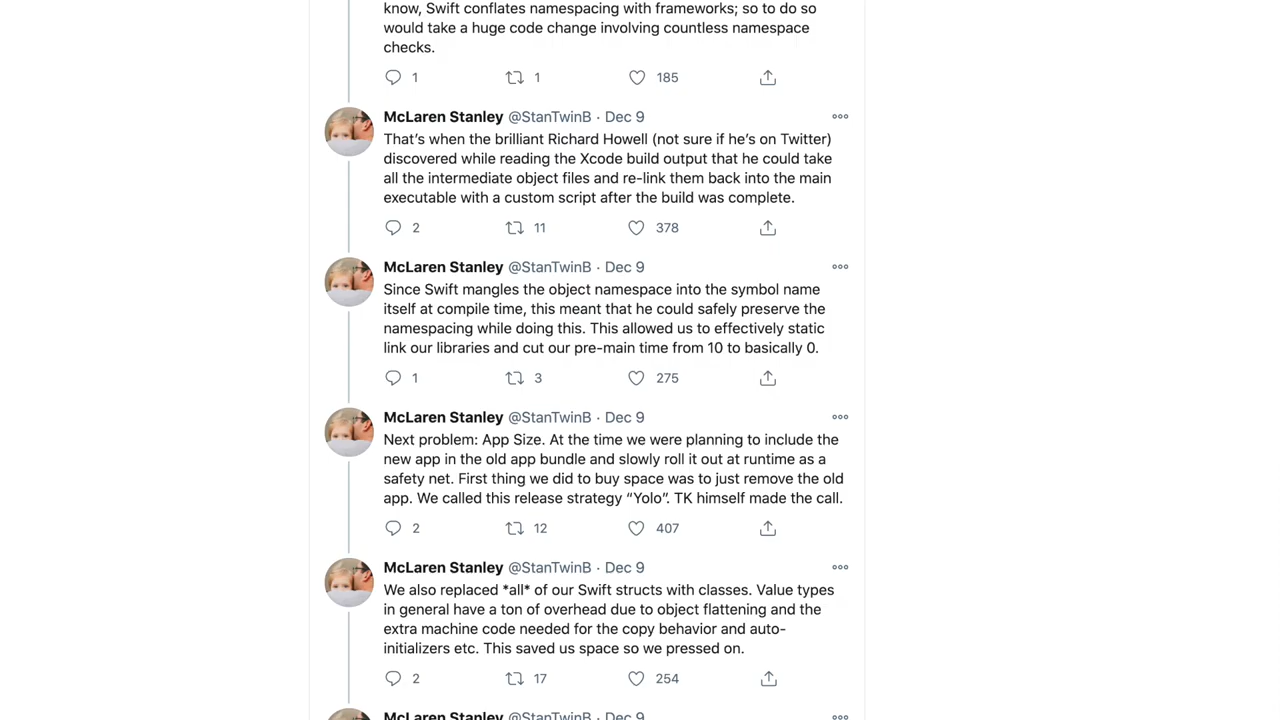 know, Swift conflates namespacing with frameworks; so to do so
would take a huge code change involving countless namespace
checks.
1 1 185
McLaren Stanley @StanTwinB · Dec 9
That’s when the brilliant Richard Howell (not sure if he’s on Twitter)
discovered while reading the Xcode build output that he could take
all the intermediate object files and re-link them back into the main
executable with a custom script after the build was complete.
2 11 378
McLaren Stanley @StanTwinB · Dec 9
Since Swift mangles the object namespace into the symbol name
itself at compile time, this meant that he could safely preserve the
namespacing while doing this. This allowed us to effectively static
link our libraries and cut our pre-main time from 10 to basically 0.
1 3 275
McLaren Stanley @StanTwinB · Dec 9
Next problem: App Size. At the time we were planning to include the
new app in the old app bundle and slowly roll it out at runtime as a
safety net. First thing we did to buy space was to just remove the old
app. We called this release strategy “Yolo”. TK himself made the call.
2 12 407
McLaren Stanley @StanTwinB · Dec 9
We also replaced *all* of our Swift structs with classes. Value types
in general have a ton of overhead due to object flattening and the
extra machine code needed for the copy behavior and auto-
initializers etc. This saved us space so we pressed on.
2 17 254
McLaren Stanley @StanTwinB · Dec 9